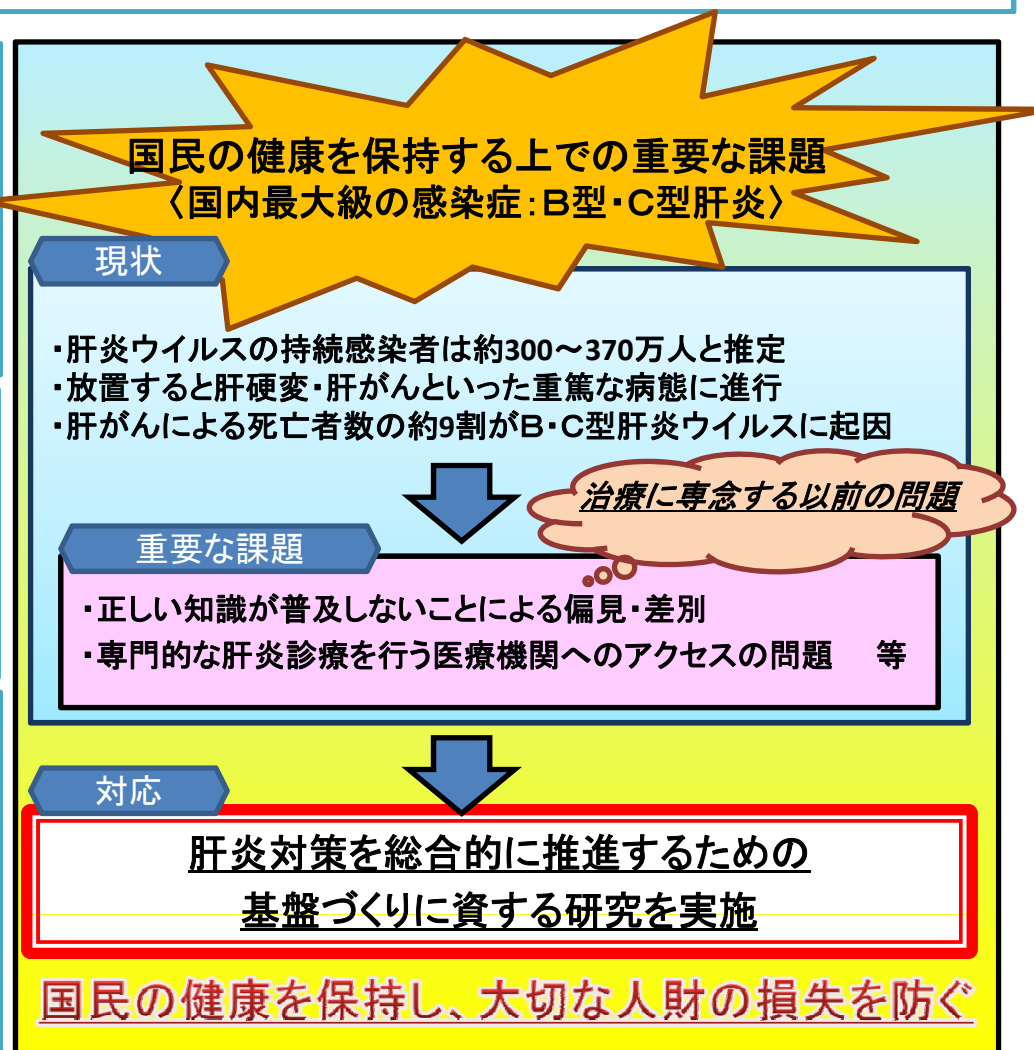 国民の健康を保持する上での重要な課題
〈国内最大級の感染症：Ｂ型・Ｃ型肝炎〉
現状
・肝炎ウイルスの持続感染者は約300～370万人と推定
・放置すると肝硬変・肝がんといった重篤な病態に進行
・肝がんによる死亡者数の約9割がＢ・Ｃ型肝炎ウイルスに起因
治療に専念する以前の問題
重要な課題
・正しい知識が普及しないことによる偏見・差別
・専門的な肝炎診療を行う医療機関へのアクセスの問題　等
対応
肝炎対策を総合的に推進するための
基盤づくりに資する研究を実施
国民の健康を保持し、大切な人財の損失を防ぐ